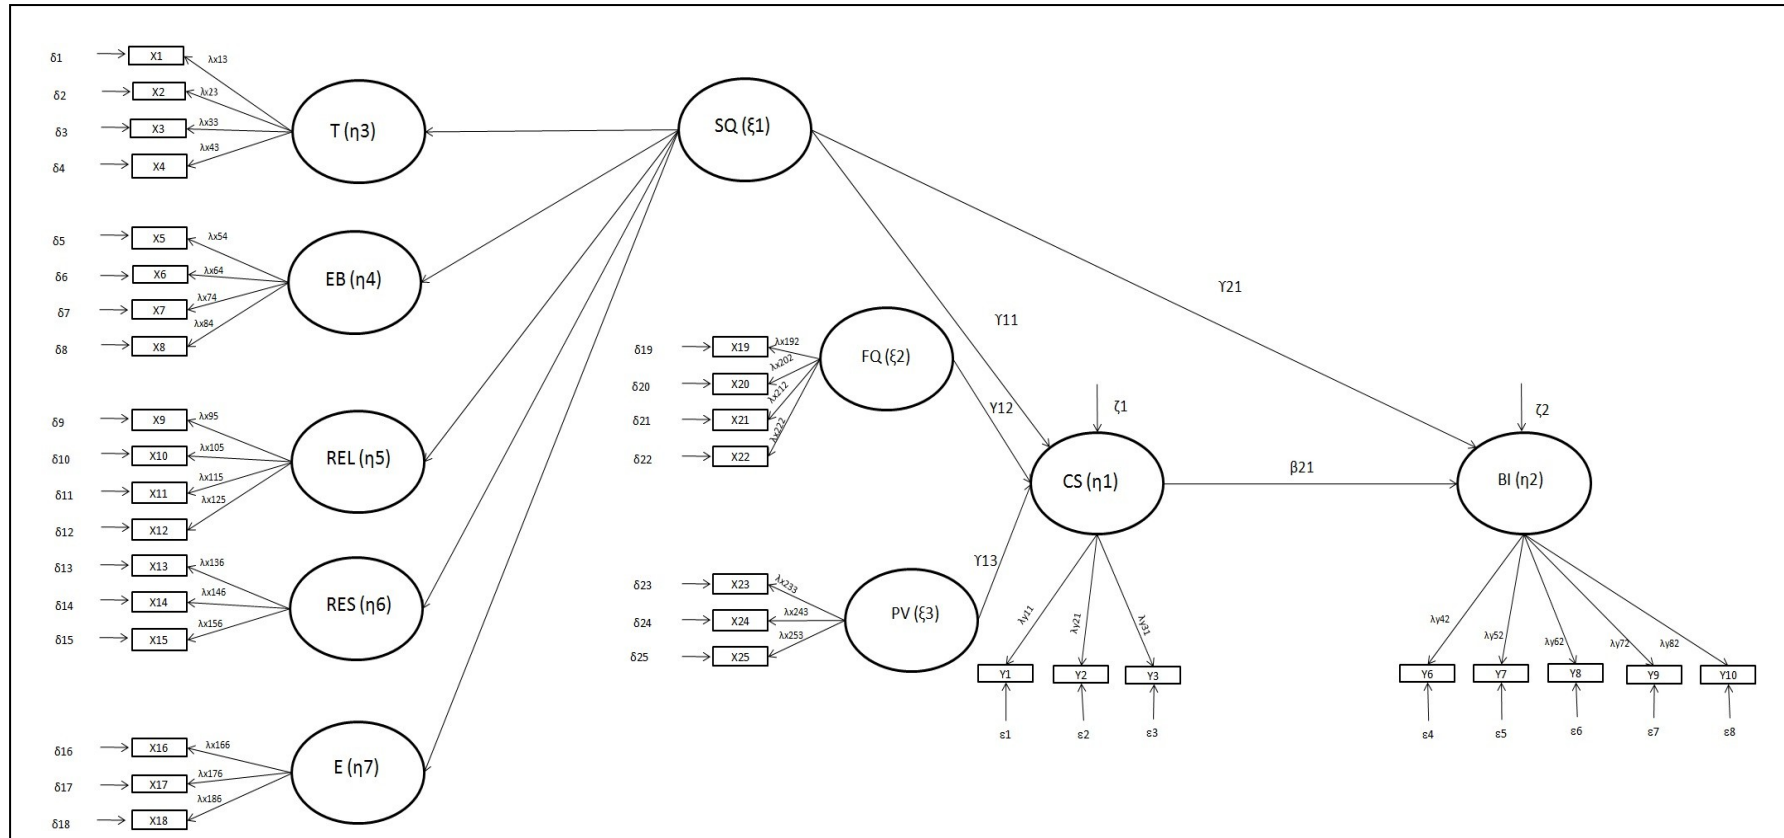 δ1 X1 λx13
δ2 X2 λx23
δ3 X3 λx33
δ4 X4 λx43
T (η3)
SQ (ξ1)
δ5 X5 λx54
δ6 X6 λx64
δ7 X7 λx74
δ8 X8 λx84
EB (η4)
δ9 X9 λx95
δ10 X10 λx105
δ11 X11 λx115
δ12 X12 λx125
REL (η5)
δ13 X13 λx136
δ14 X14 λx146
δ15 X15 λx156
RES (η6)
δ16 X16 λx166
δ17 X17 λx176
δ18 X18 λx186
E (η7)
δ19 X19 λx192
δ20 X20 λx202
δ21 X21 λx212
δ22 X22 λx222
FQ (ξ2)
δ23 X23 λx233
δ24 X24 λx243
δ25 X25 λx253
PV (ξ3)
ϒ11
ϒ12
ϒ13
ϒ21
ζ1
CS (η1)
β21
ζ2
BI (η2)
λy11 λy21 λy31
Y1 Y2 Y3
ε1 ε2 ε3
λy42 λy52 λy62 λy72 λy82
Y6 Y7 Y8 Y9 Y10
ε4 ε5 ε6 ε7 ε8